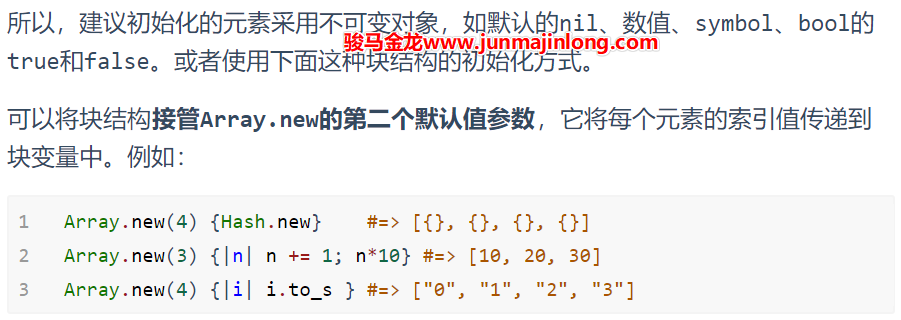 所以，建议初始化的元素采用不可变对象，如默认的nil、数值、symbol、bool的
骏马金龙www.junmajinlong.com
true和false。或者使用下面这种块结构的初始化方式。
可以将块结构接管Array.new的第二个默认值参数，它将每个元素的索引值传递到
块变量中。例如：
1 Array.new(4) {Hash.new}    #=> [{}, {}, {}, {}]
2 Array.new(3) {|n| n += 1; n*10} #=> [10, 20, 30]
3 Array.new(4) {|i| i.to_s } #=> ["0", "1", "2", "3"]